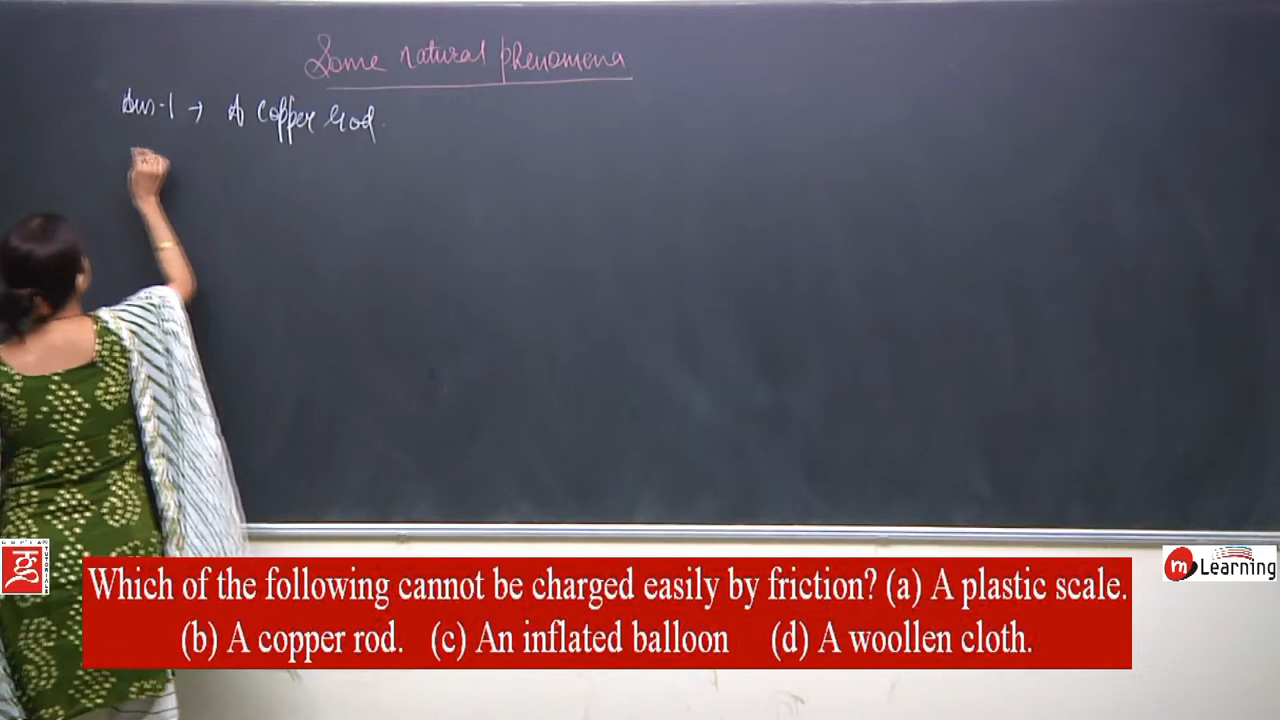 Some natural phenomena
Ans-1 → A Copper rod.
Which of the following cannot be charged easily by friction? (a) A plastic scale.
(b) A copper rod. (c) An inflated balloon (d) A woollen cloth.
m Learning